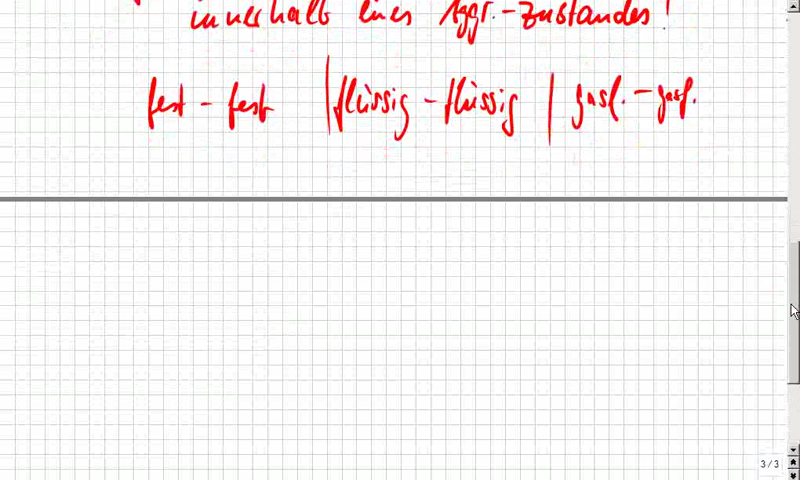 innerhalb eines Aggr.-Zustandes!
fest - fest | flüssig - flüssig | gasf. - gasf.
3 / 3